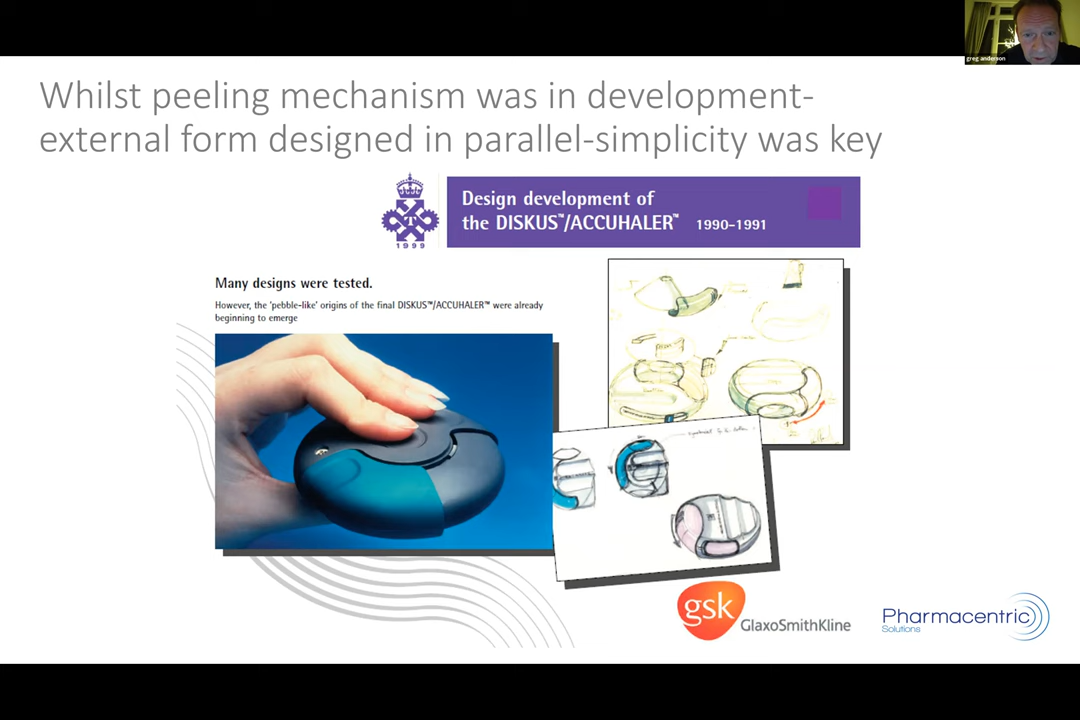 greg anderson
Whilst peeling mechanism was in development-
external form designed in parallel-simplicity was key
T
1999
Design development of
the DISKUS™/ACCUHALER™ 1990-1991
Many designs were tested.
However, the 'pebble-like' origins of the final DISKUS™/ACCUHALER™ were already
beginning to emerge
gsk
GlaxoSmithKline
Pharmacentric
Solutions